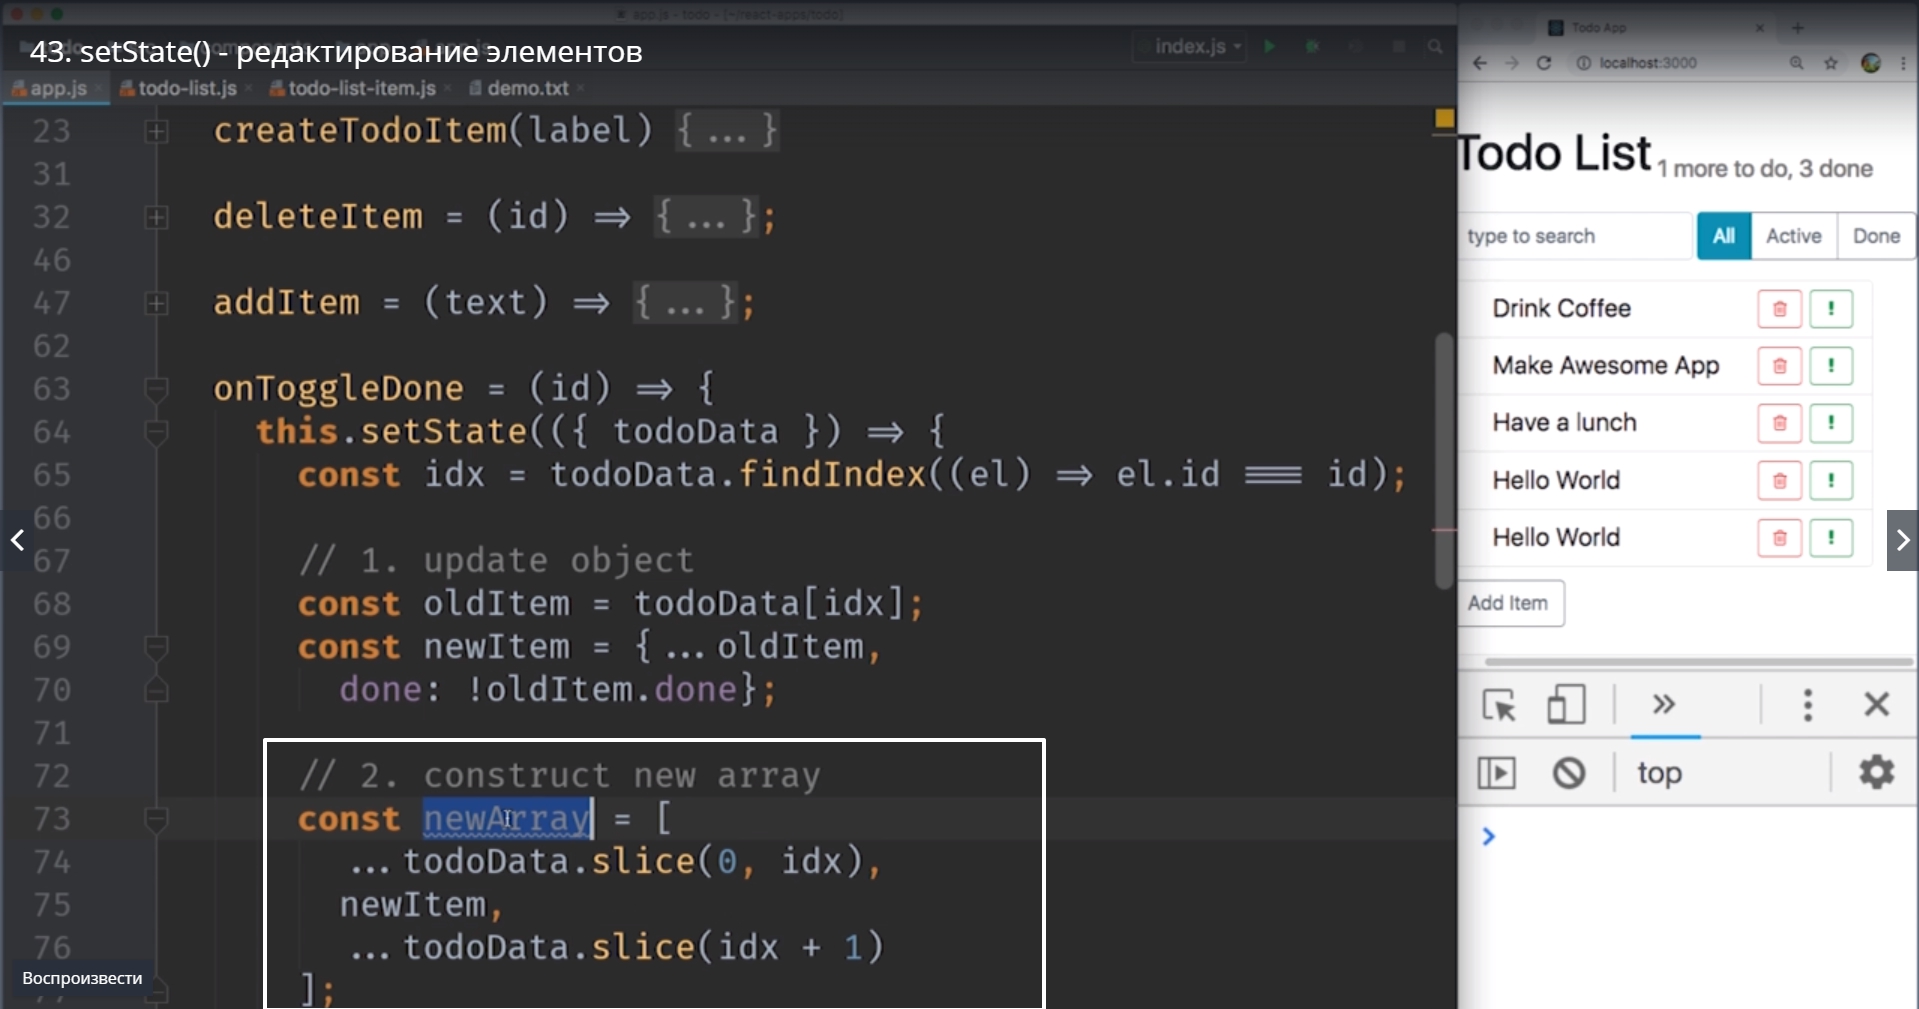 app.js - todo - [~/react-apps/todo]
43. setState() - редактирование элементов
index.js
app.js
todo-list.js
todo-list-item.js
demo.txt
23 createTodoItem(label) {...}
31
32 deleteItem = (id) => {...};
46
47 addItem = (text) => {...};
62
63 onToggleDone = (id) => {
64 this.setState(({ todoData }) => {
65 const idx = todoData.findIndex((el) => el.id === id);
66
67 // 1. update object
68 const oldItem = todoData[idx];
69 const newItem = {...oldItem,
70 done: !oldItem.done};
71
72 // 2. construct new array
73 const newArray = [
74 ...todoData.slice(0, idx),
75 newItem,
76 ...todoData.slice(idx + 1)
];
Воспроизвести
Todo App
localhost:3000
Todo List 1 more to do, 3 done
type to search
All
Active
Done
Drink Coffee
Make Awesome App
Have a lunch
Hello World
Hello World
Add Item
top